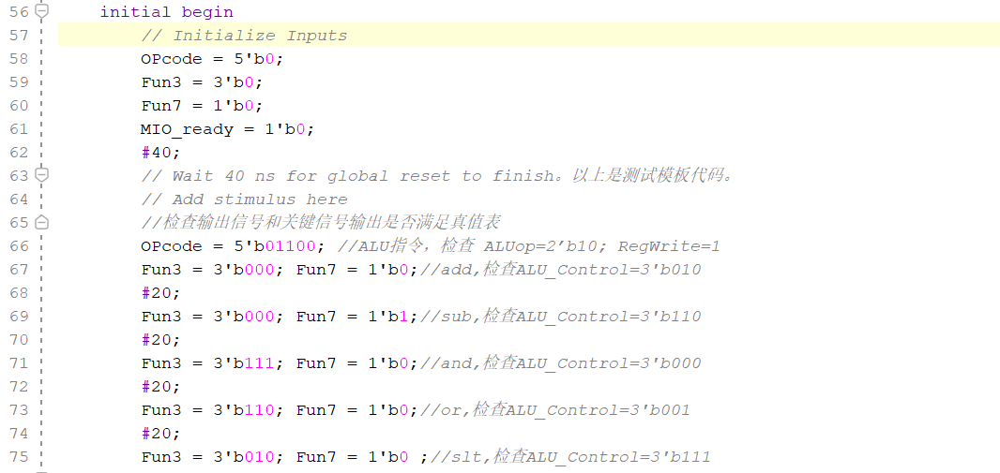 56 initial begin
57 // Initialize Inputs
58 OPcode = 5'b0;
59 Fun3 = 3'b0;
60 Fun7 = 1'b0;
61 MIO_ready = 1'b0;
62 #40;
63 // Wait 40 ns for global reset to finish。以上是测试模板代码。
64 // Add stimulus here
65 //检查输出信号和关键信号输出是否满足真值表
66 OPcode = 5'b01100; //ALU指令，检查 ALUop=2’b10; RegWrite=1
67 Fun3 = 3'b000; Fun7 = 1'b0;//add,检查ALU_Control=3'b010
68 #20;
69 Fun3 = 3'b000; Fun7 = 1'b1;//sub,检查ALU_Control=3'b110
70 #20;
71 Fun3 = 3'b111; Fun7 = 1'b0;//and,检查ALU_Control=3'b000
72 #20;
73 Fun3 = 3'b110; Fun7 = 1'b0;//or,检查ALU_Control=3'b001
74 #20;
75 Fun3 = 3'b010; Fun7 = 1'b0 ;//slt,检查ALU_Control=3'b111